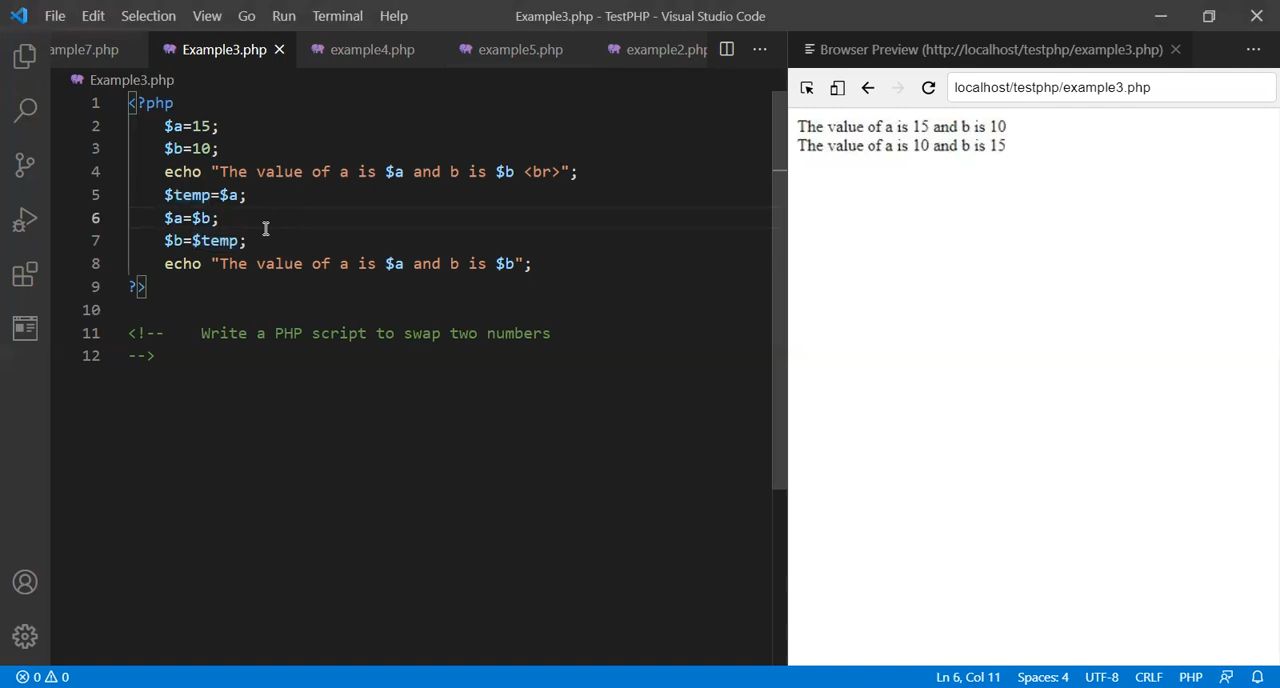 File Edit Selection View Go Run Terminal Help Example3.php - TestPHP - Visual Studio Code
ample7.php Example3.php example4.php example5.php example2.php Browser Preview (http://localhost/testphp/example3.php)
Example3.php localhost/testphp/example3.php
1 <?php
2 $a=15;
3 $b=10;
4 echo "The value of a is $a and b is $b <br>";
5 $temp=$a;
6 $a=$b;
7 $b=$temp;
8 echo "The value of a is $a and b is $b";
9 ?>
10
11 <!-- Write a PHP script to swap two numbers
12 -->
The value of a is 15 and b is 10
The value of a is 10 and b is 15
0 0 Ln 6, Col 11 Spaces: 4 UTF-8 CRLF PHP